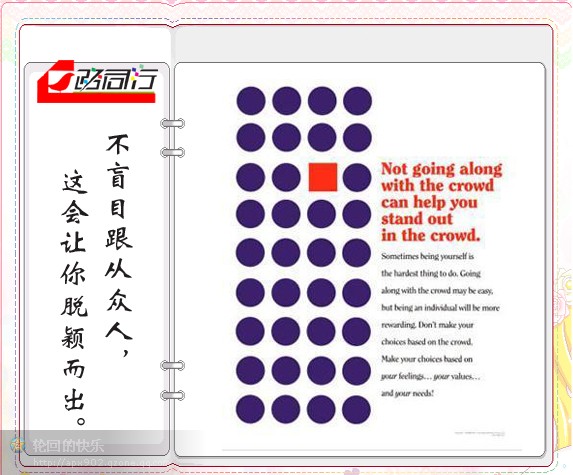 路同行
不盲目跟从众人，
这会让你脱颖而出。
Not going along
with the crowd
can help you
stand out
in the crowd.
Sometimes being yourself is
the hardest thing to do. Going
along with the crowd may be easy,
but being an individual will be more
rewarding. Don't make your
choices based on the crowd.
Make your choices based on
your feelings… your values…
and your needs!
轮回的快乐